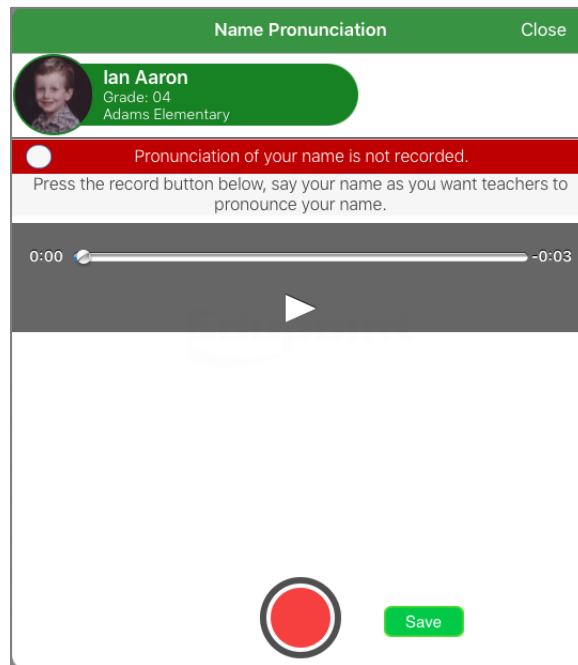 Name Pronunciation Close
Ian Aaron
Grade: 04
Adams Elementary
Pronunciation of your name is not recorded.
Press the record button below, say your name as you want teachers to
pronounce your name.
0:00 -0:03
Save